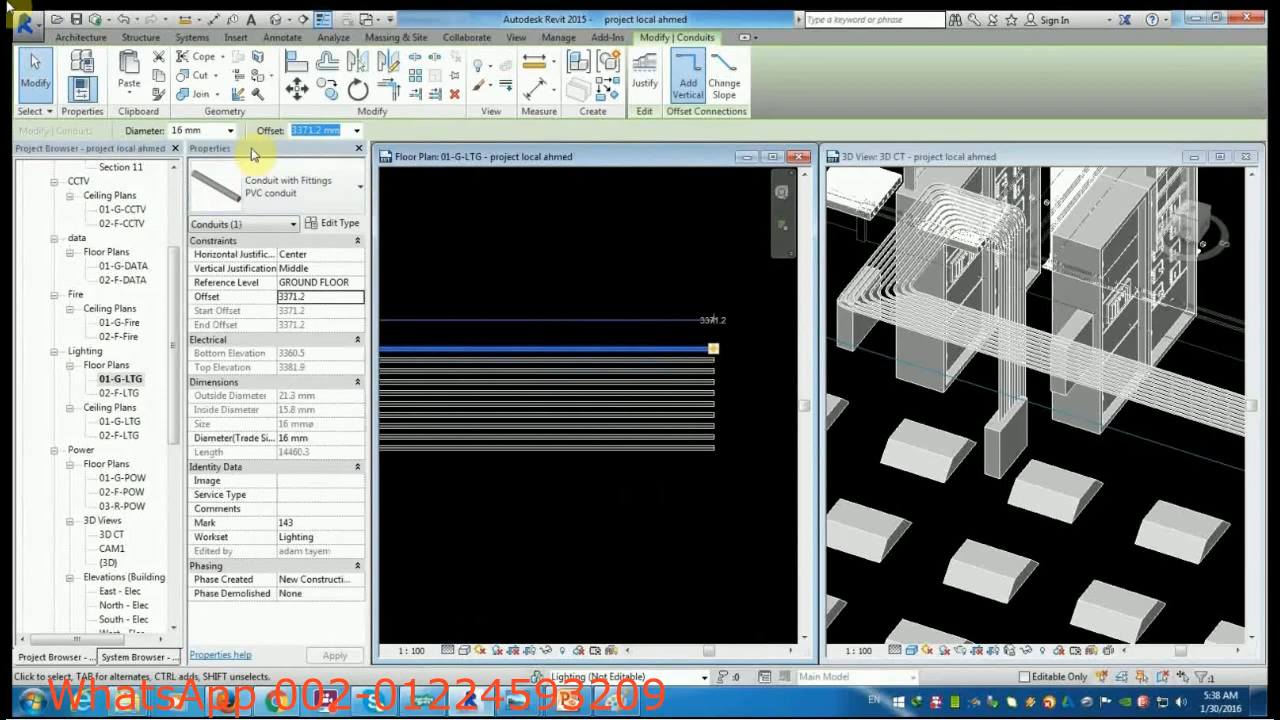 Autodesk Revit 2015 - project local ahmed
Type a keyword or phrase
Sign In
Architecture Structure Systems Insert Annotate Analyze Massing & Site Collaborate View Manage Add-Ins Modify | Conduits
Modify Paste Cope Cut Join Justify Add Vertical Change Slope
Select Properties Clipboard Geometry Modify View Measure Create Edit Offset Connections
Modify | Conduits Diameter: 16 mm Offset: 3371.2 mm
Project Browser - project local ahmed
Section 11
CCTV
Ceiling Plans
01-G-CCTV
02-F-CCTV
data
Floor Plans
01-G-DATA
02-F-DATA
Fire
Ceiling Plans
01-G-Fire
02-F-Fire
Lighting
Floor Plans
01-G-LTG
02-F-LTG
Ceiling Plans
01-G-LTG
02-F-LTG
Power
Floor Plans
01-G-POW
02-F-POW
03-R-POW
3D Views
3D CT
CAM1
{3D}
Elevations (Building
East - Elec
North - Elec
South - Elec
Project Browser -... System Browser -...
Properties
Conduit with Fittings
PVC conduit
Conduits (1) Edit Type
Constraints
Horizontal Justific... Center
Vertical Justification Middle
Reference Level GROUND FLOOR
Offset 3371.2
Start Offset 3371.2
End Offset 3371.2
Electrical
Bottom Elevation 3360.5
Top Elevation 3381.9
Dimensions
Outside Diameter 21.3 mm
Inside Diameter 15.8 mm
Size 16 mmø
Diameter(Trade Si... 16 mm
Length 14460.3
Identity Data
Image
Service Type
Comments
Mark 143
Workset Lighting
Edited by adam tayem
Phasing
Phase Created New Constructi...
Phase Demolished None
Properties help Apply
Floor Plan: 01-G-LTG - project local ahmed
3371.2
1 : 100
3D View: 3D CT - project local ahmed
1 : 100
Click to select, TAB for alternates, CTRL adds, SHIFT unselects.
Lighting (Not Editable) :0 Main Model Editable Only :1
WhatsApp 002-01224593209
EN
5:38 AM
1/30/2016